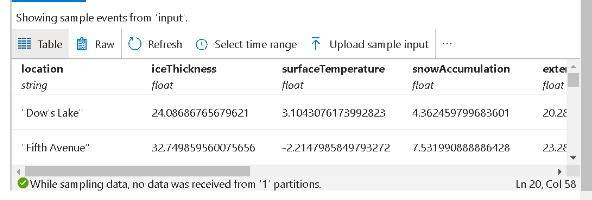 Showing sample events from 'input'.
Table Raw Refresh Select time range Upload sample input ...
location iceThickness surfaceTemperature snowAccumulation
string float float float float
"Dow's Lake" 24.08686765679621 3.1043076173992823 4.362459799683601 20.28
"Fifth Avenue" 32.749859560075656 -2.2147985849793272 7.531990888886428 23.28
While sampling data, no data was received from '1' partitions. Ln 20, Col 58